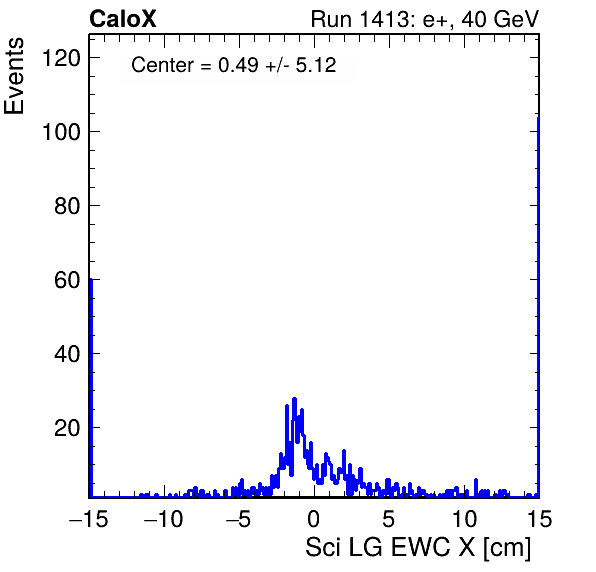 CaloX Run 1413: e+, 40 GeV
Events
Center = 0.49 +/- 5.12
120
100
80
60
40
20
−15 −10 −5 0 5 10 15
Sci LG EWC X [cm]